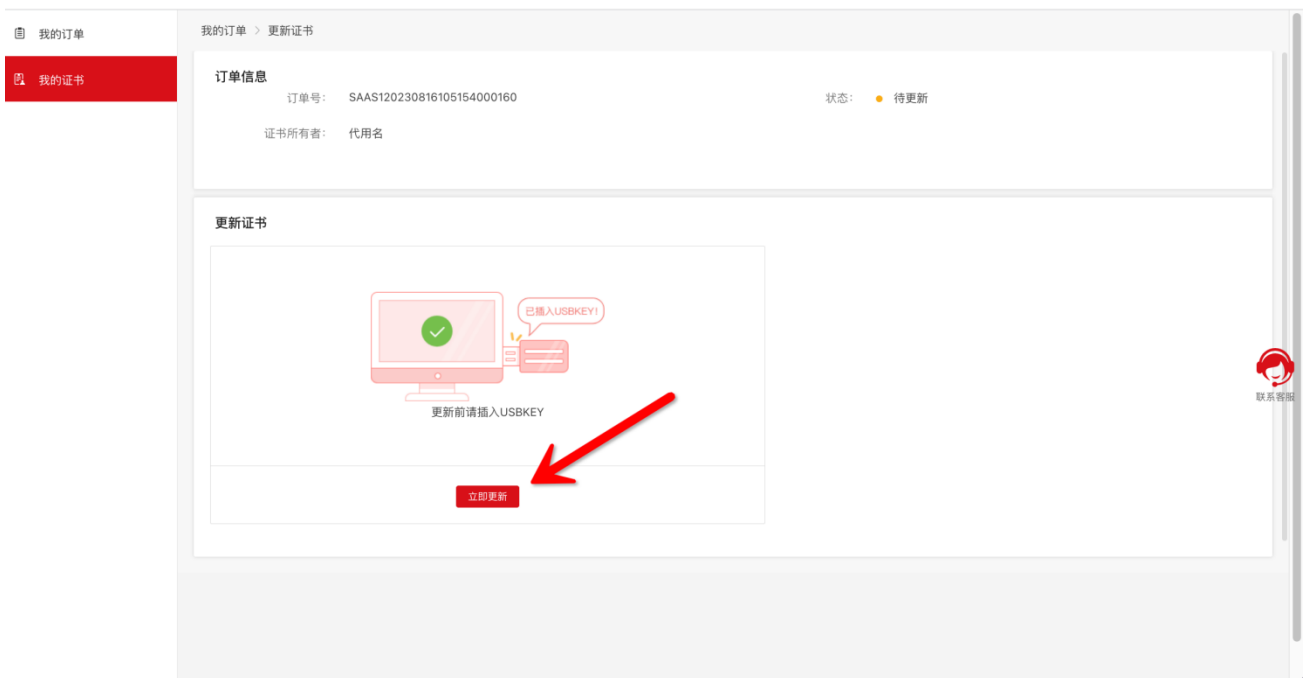 我的订单
我的证书
我的订单 > 更新证书
订单信息
订单号: SAAS120230816105154000160
状态: 待更新
证书所有者: 代用名
更新证书
已插入USBKEY!
更新前请插入USBKEY
立即更新
联系客服